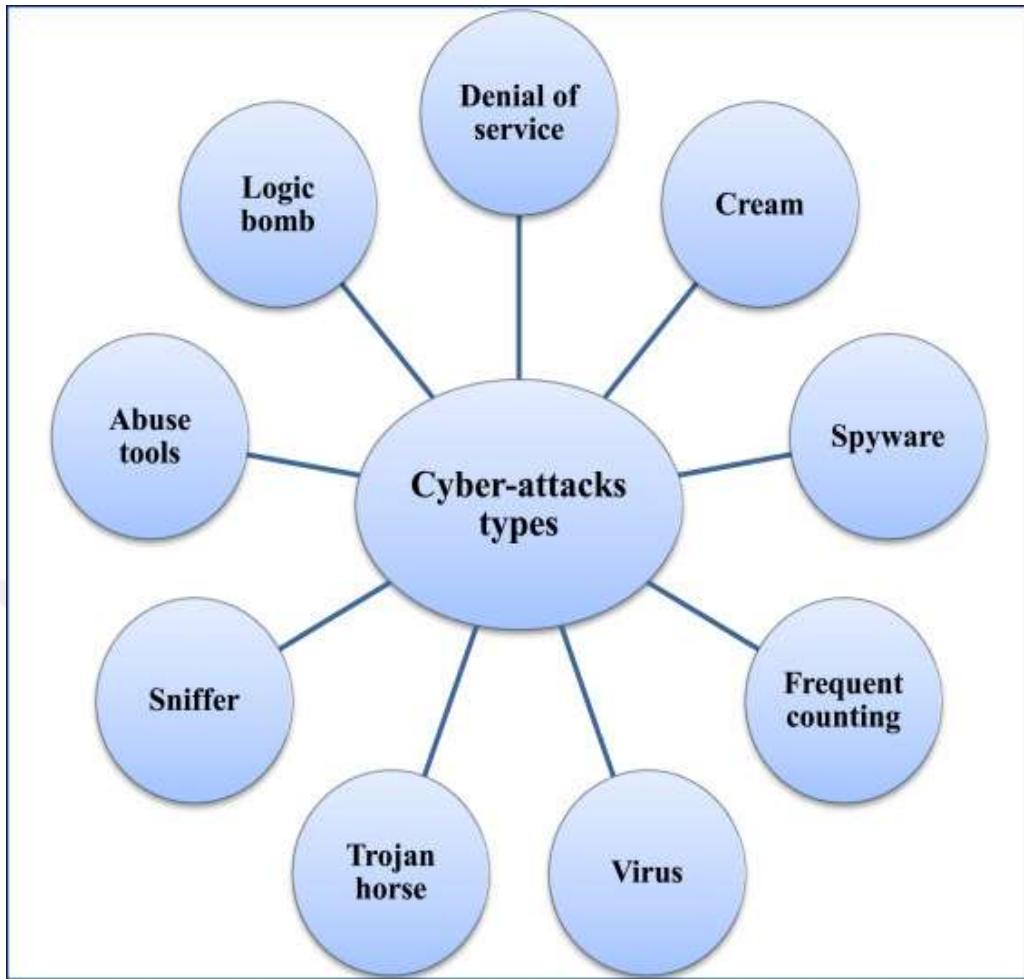 Denial of
service
Cream
Spyware
Frequent
counting
Virus
Trojan
horse
Sniffer
Abuse
tools
Logic
bomb
Cyber-attacks
types